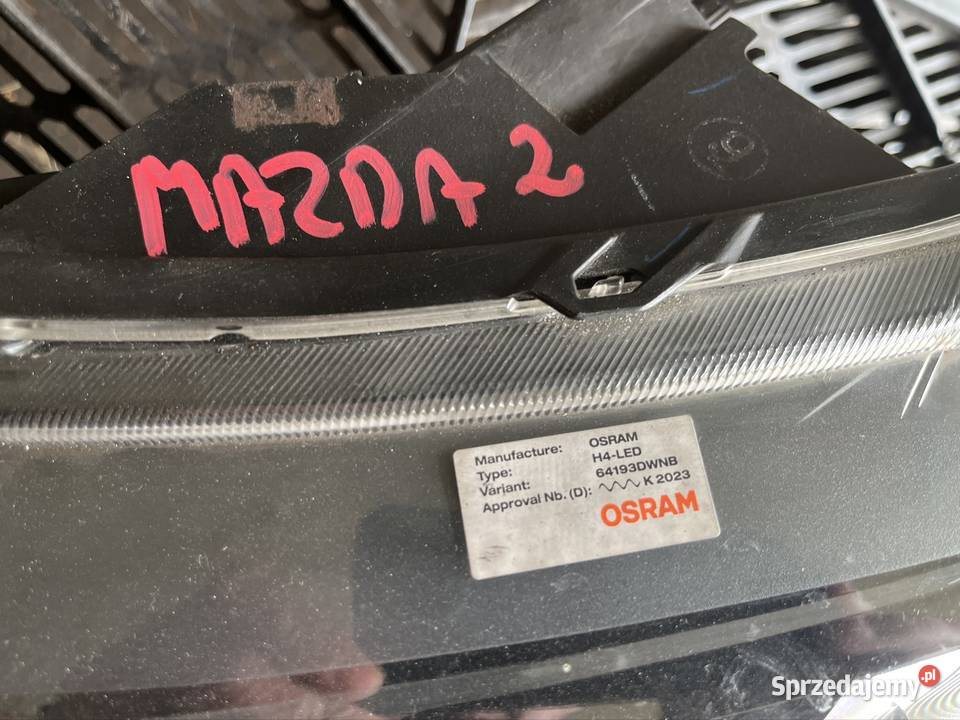 MAZDA 2
Manufacture: OSRAM
Type: H4-LED
Variant: 64193DWNB
Approval Nb. (D): K 2023
OSRAM
Sprzedajemy.pl